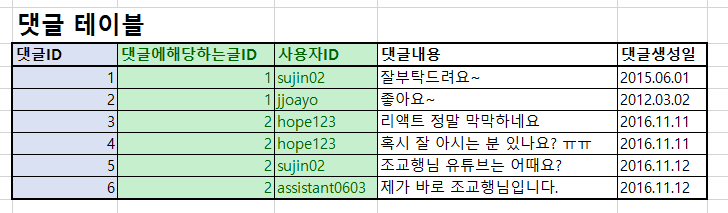 댓글 테이블
댓글ID 댓글에해당하는글ID 사용자ID 댓글내용 댓글생성일
1 1 sujin02 잘부탁드려요~ 2015.06.01
2 1 jjoayo 좋아요~ 2012.03.02
3 2 hope123 리액트 정말 막막하네요 2016.11.11
4 2 hope123 혹시 잘 아시는 분 있나요? ㅠㅠ 2016.11.11
5 2 sujin02 조교행님 유튜브는 어때요? 2016.11.12
6 2 assistant0603 제가 바로 조교행님입니다. 2016.11.12